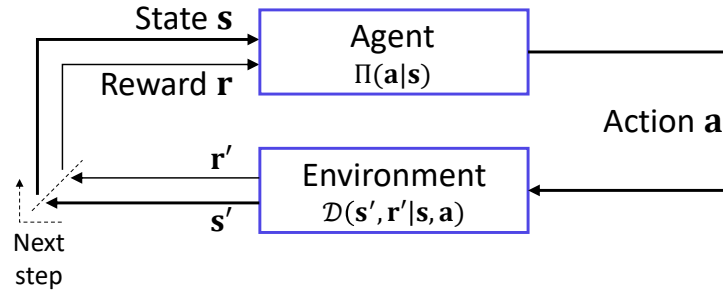 State 𝐬
Agent
Π(𝐚|𝐬)
Reward 𝐫
Action 𝐚
𝐫′
Environment
𝒟(𝐬′, 𝐫′|𝐬, 𝐚)
𝐬′
Next
step